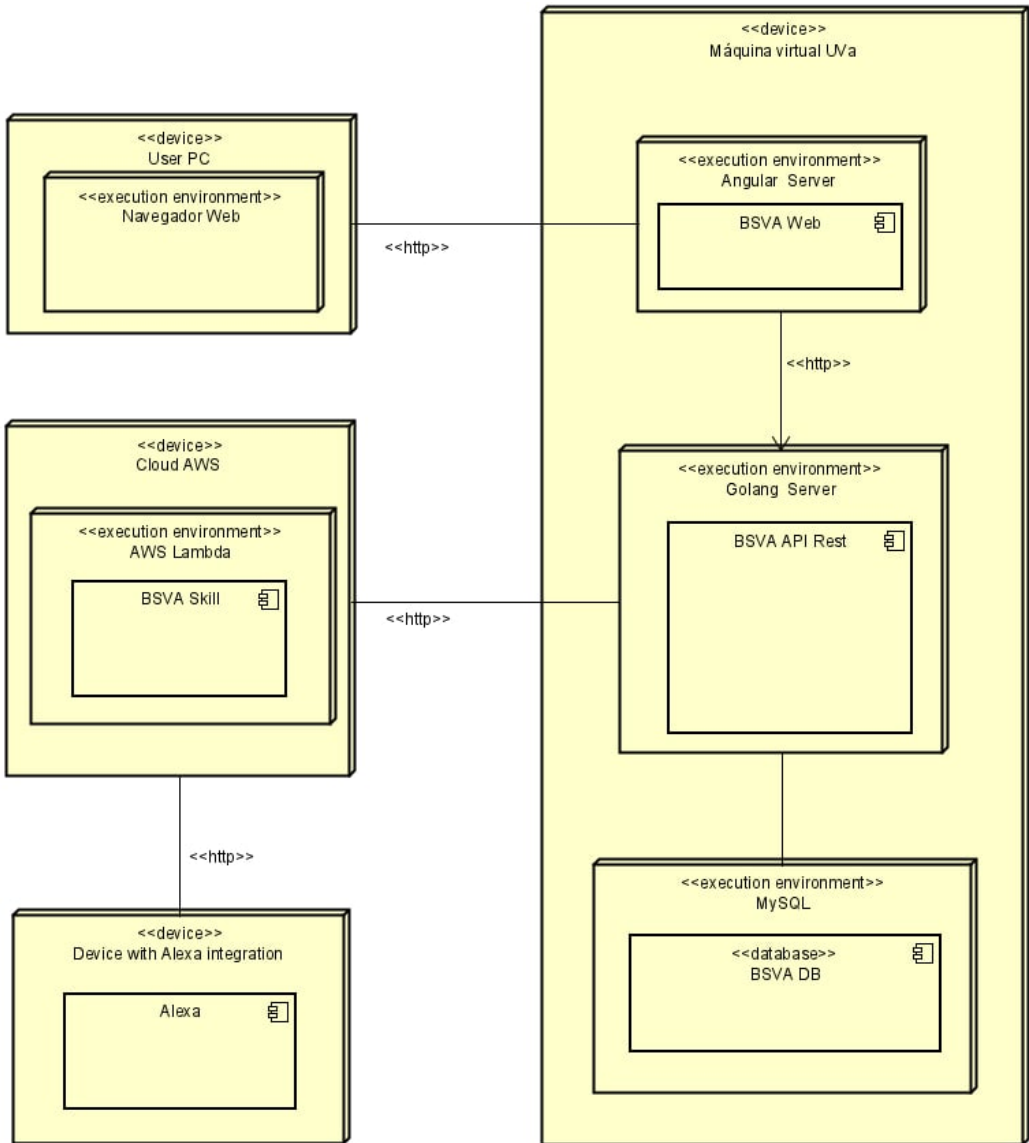 <<device>>
Máquina virtual UVa
<<device>>
User PC
<<execution environment>>
Navegador Web
<<http>>
<<execution environment>>
Angular Server
BSVA Web
<<http>>
<<device>>
Cloud AWS
<<execution environment>>
AWS Lambda
BSVA Skill
<<http>>
<<execution environment>>
Golang Server
BSVA API Rest
<<http>>
<<device>>
Device with Alexa integration
Alexa
<<execution environment>>
MySQL
<<database>>
BSVA DB